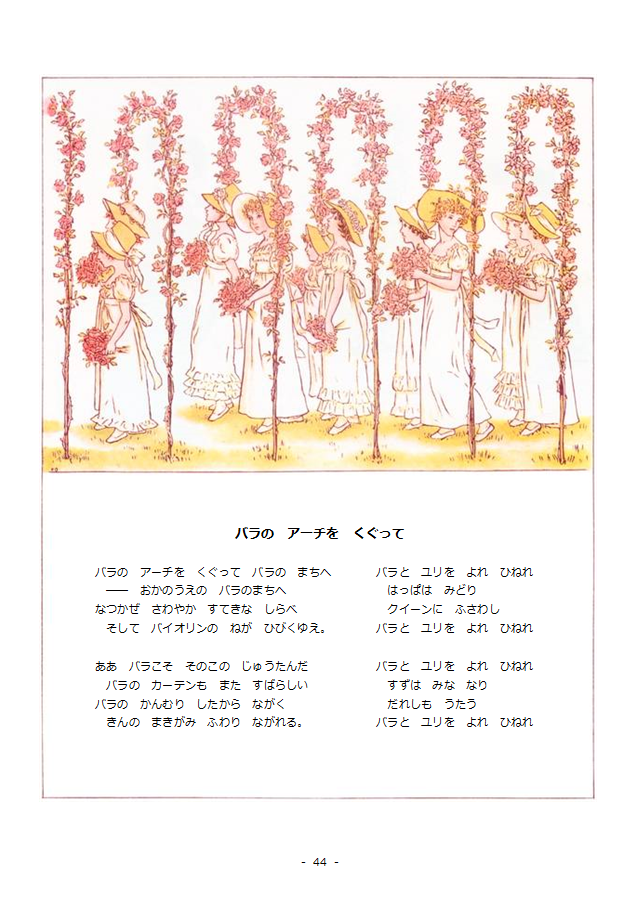 バラの　アーチを　くぐって
バラの　アーチを　くぐって　バラの　まちへ
　――　おかのうえの　バラのまちへ
なつかぜ　さわやか　すてきな　しらべ
　そして　バイオリンの　ねが　ひびくゆえ。
ああ　バラこそ　そのこの　じゅうたんだ
　バラの　カーテンも　また　すばらしい
バラの　かんむり　したから　ながく
　きんの　まきがみ　ふわり　ながれる。
バラと　ユリを　よれ　ひねれ
　はっぱは　みどり
　クイーンに　ふさわし
バラと　ユリを　よれ　ひねれ
バラと　ユリを　よれ　ひねれ
　すずは　みな　なり
　だれしも　うたう
バラと　ユリを　よれ　ひねれ
- 44 -